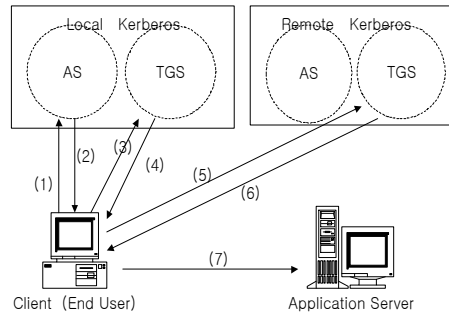 Local Kerberos
Remote Kerberos
AS
TGS
AS
TGS
(1)
(2)
(3)
(4)
(5)
(6)
(7)
Client (End User)
Application Server